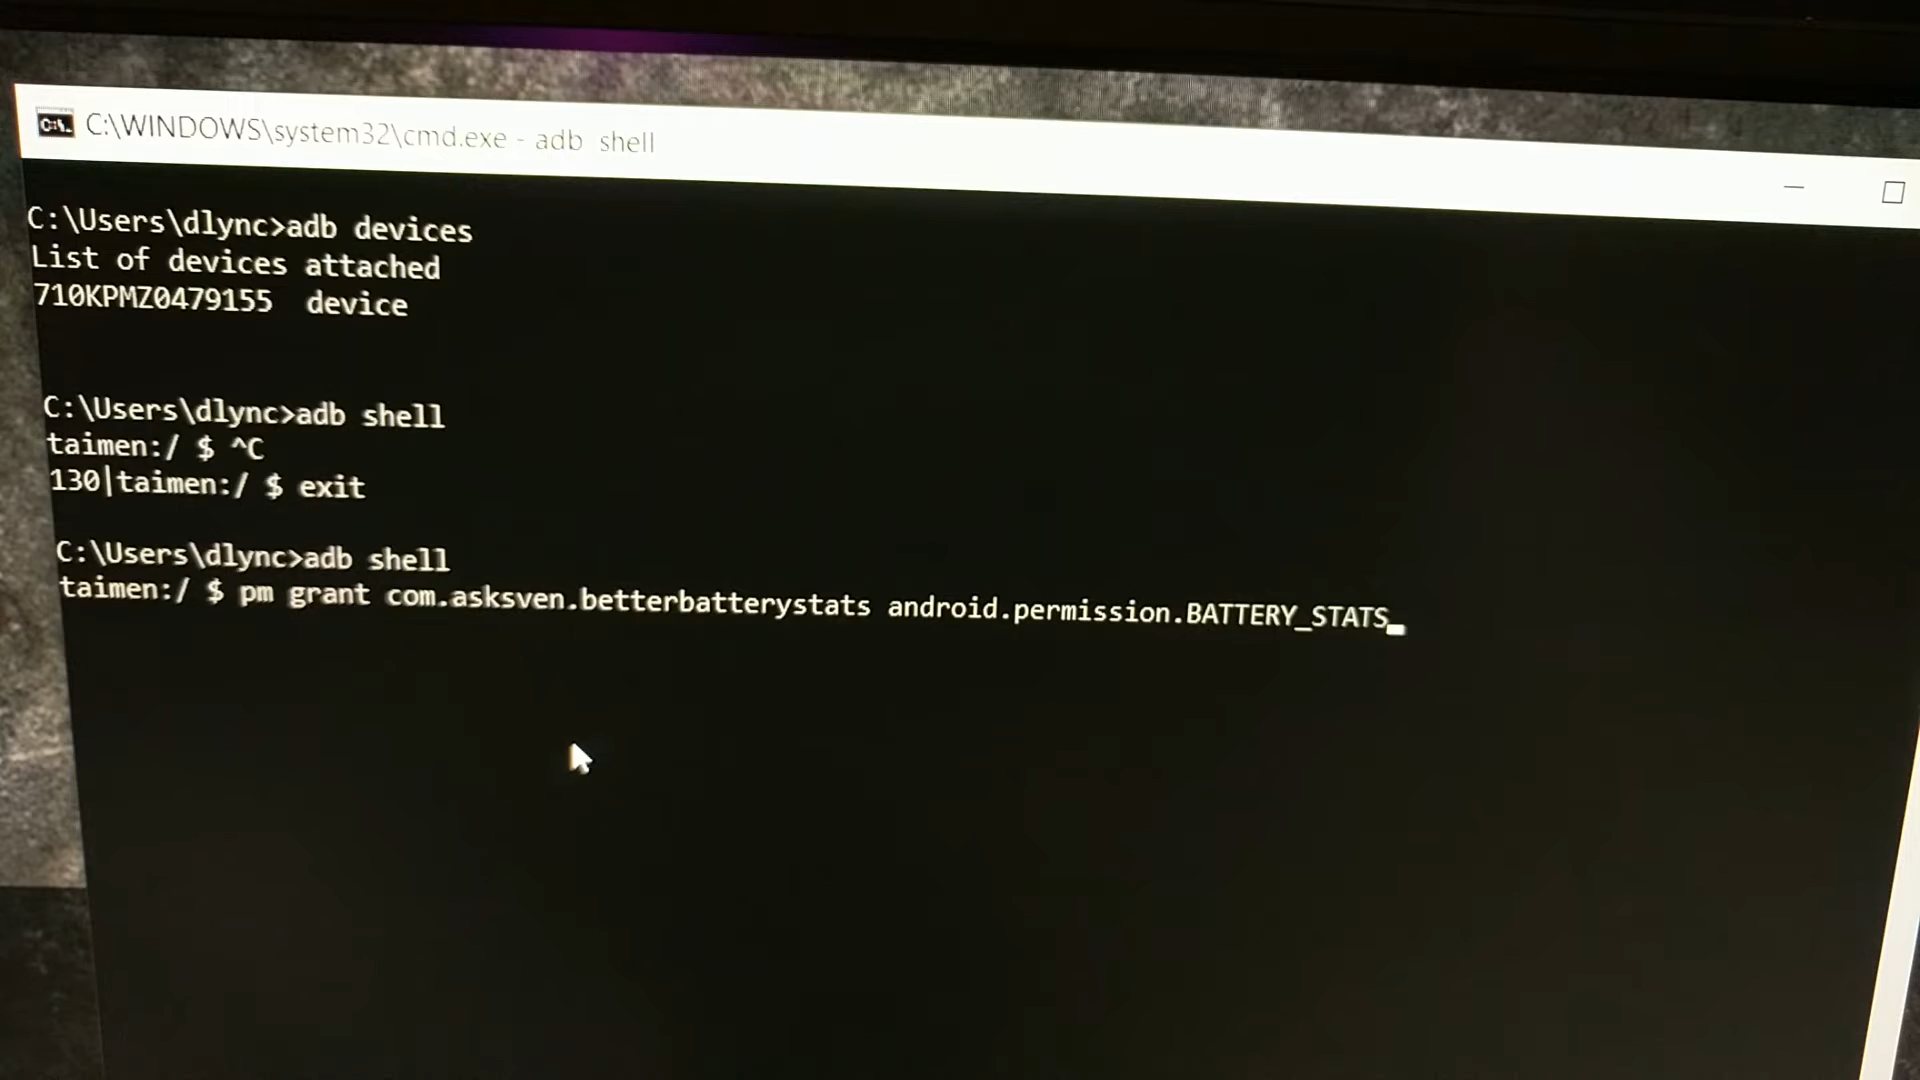 C:\WINDOWS\system32\cmd.exe - adb  shell
C:\Users\dlync>adb devices
List of devices attached
710KPMZ0479155  device
C:\Users\dlync>adb shell
taimen:/ $ ^C
130|taimen:/ $ exit
C:\Users\dlync>adb shell
taimen:/ $ pm grant com.asksven.betterbatterystats android.permission.BATTERY_STATS